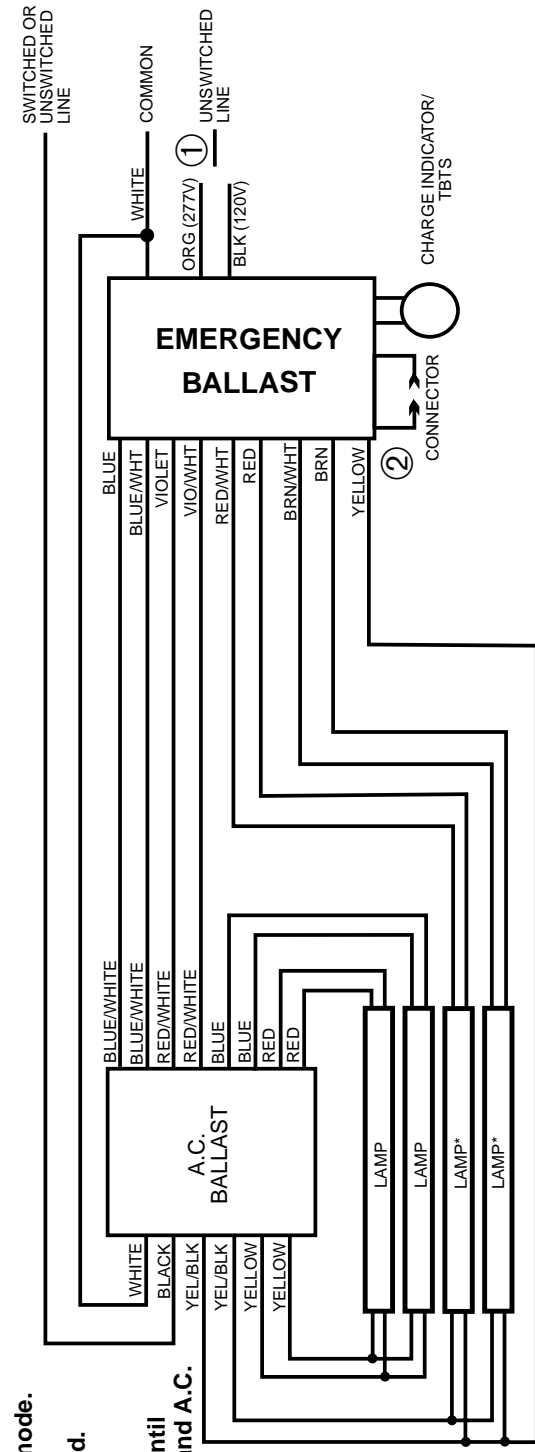 node.
d.
ntil
nd A.C.
SWITCHED OR
UNSWITCHED
LINE
COMMON
UNSWITCHED
LINE
WHITE
ORG (277V)
1
BLK (120V)
EMERGENCY
BALLAST
CHARGE INDICATOR/
TBTS
CONNECTOR
2
BLUE
BLUE/WHT
VIOLET
VIO/WHT
RED/WHT
RED
BRN/WHT
BRN
YELLOW
BLUE/WHITE
BLUE/WHITE
RED/WHITE
RED/WHITE
BLUE
BLUE
RED
RED
A.C.
BALLAST
WHITE
BLACK
YEL/BLK
YEL/BLK
YELLOW
YELLOW
LAMP
LAMP
LAMP*
LAMP*